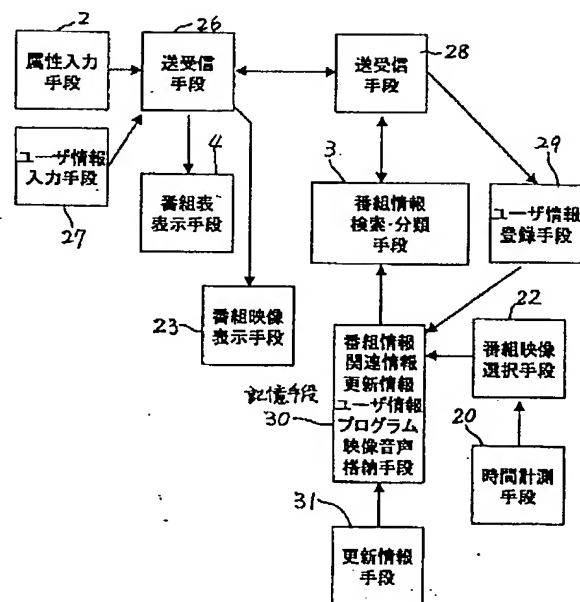 2
属性入力
手段
26
送受信
手段
28
送受信
手段
ユーザ情報
入力手段
27
4
番組表
表示手段
3
番組情報
検索・分類
手段
29
ユーザ情報
登録手段
23
番組映像
表示手段
記憶手段
30
番組情報
関連情報
更新情報
ユーザ情報
プログラム
映像音声
格納手段
22
番組映像
選択手段
20
時間計測
手段
31
更新情報
手段